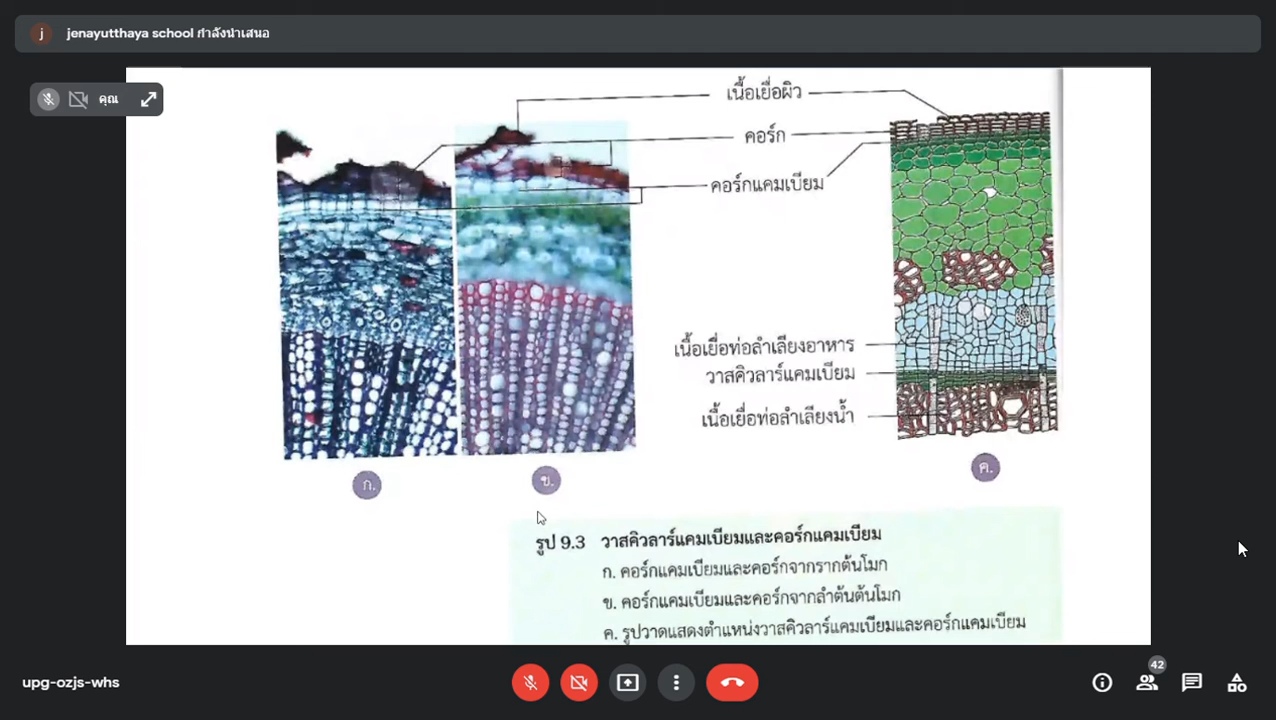 j jenayutthaya school กำลังนำเสนอ
คุณ
เนื้อเยื่อผิว
คอร์ก
คอร์กแคมเบียม
เนื้อเยื่อท่อลำเลียงอาหาร
วาสคิวลาร์แคมเบียม
เนื้อเยื่อท่อลำเลียงน้ำ
ก.
ข.
ค.
รูป 9.3 วาสคิวลาร์แคมเบียมและคอร์กแคมเบียม
ก. คอร์กแคมเบียมและคอร์กจากรากต้นโมก
ข. คอร์กแคมเบียมและคอร์กจากลำต้นต้นโมก
ค. รูปวาดแสดงตำแหน่งวาสคิวลาร์แคมเบียมและคอร์กแคมเบียม
upg-ozjs-whs
42